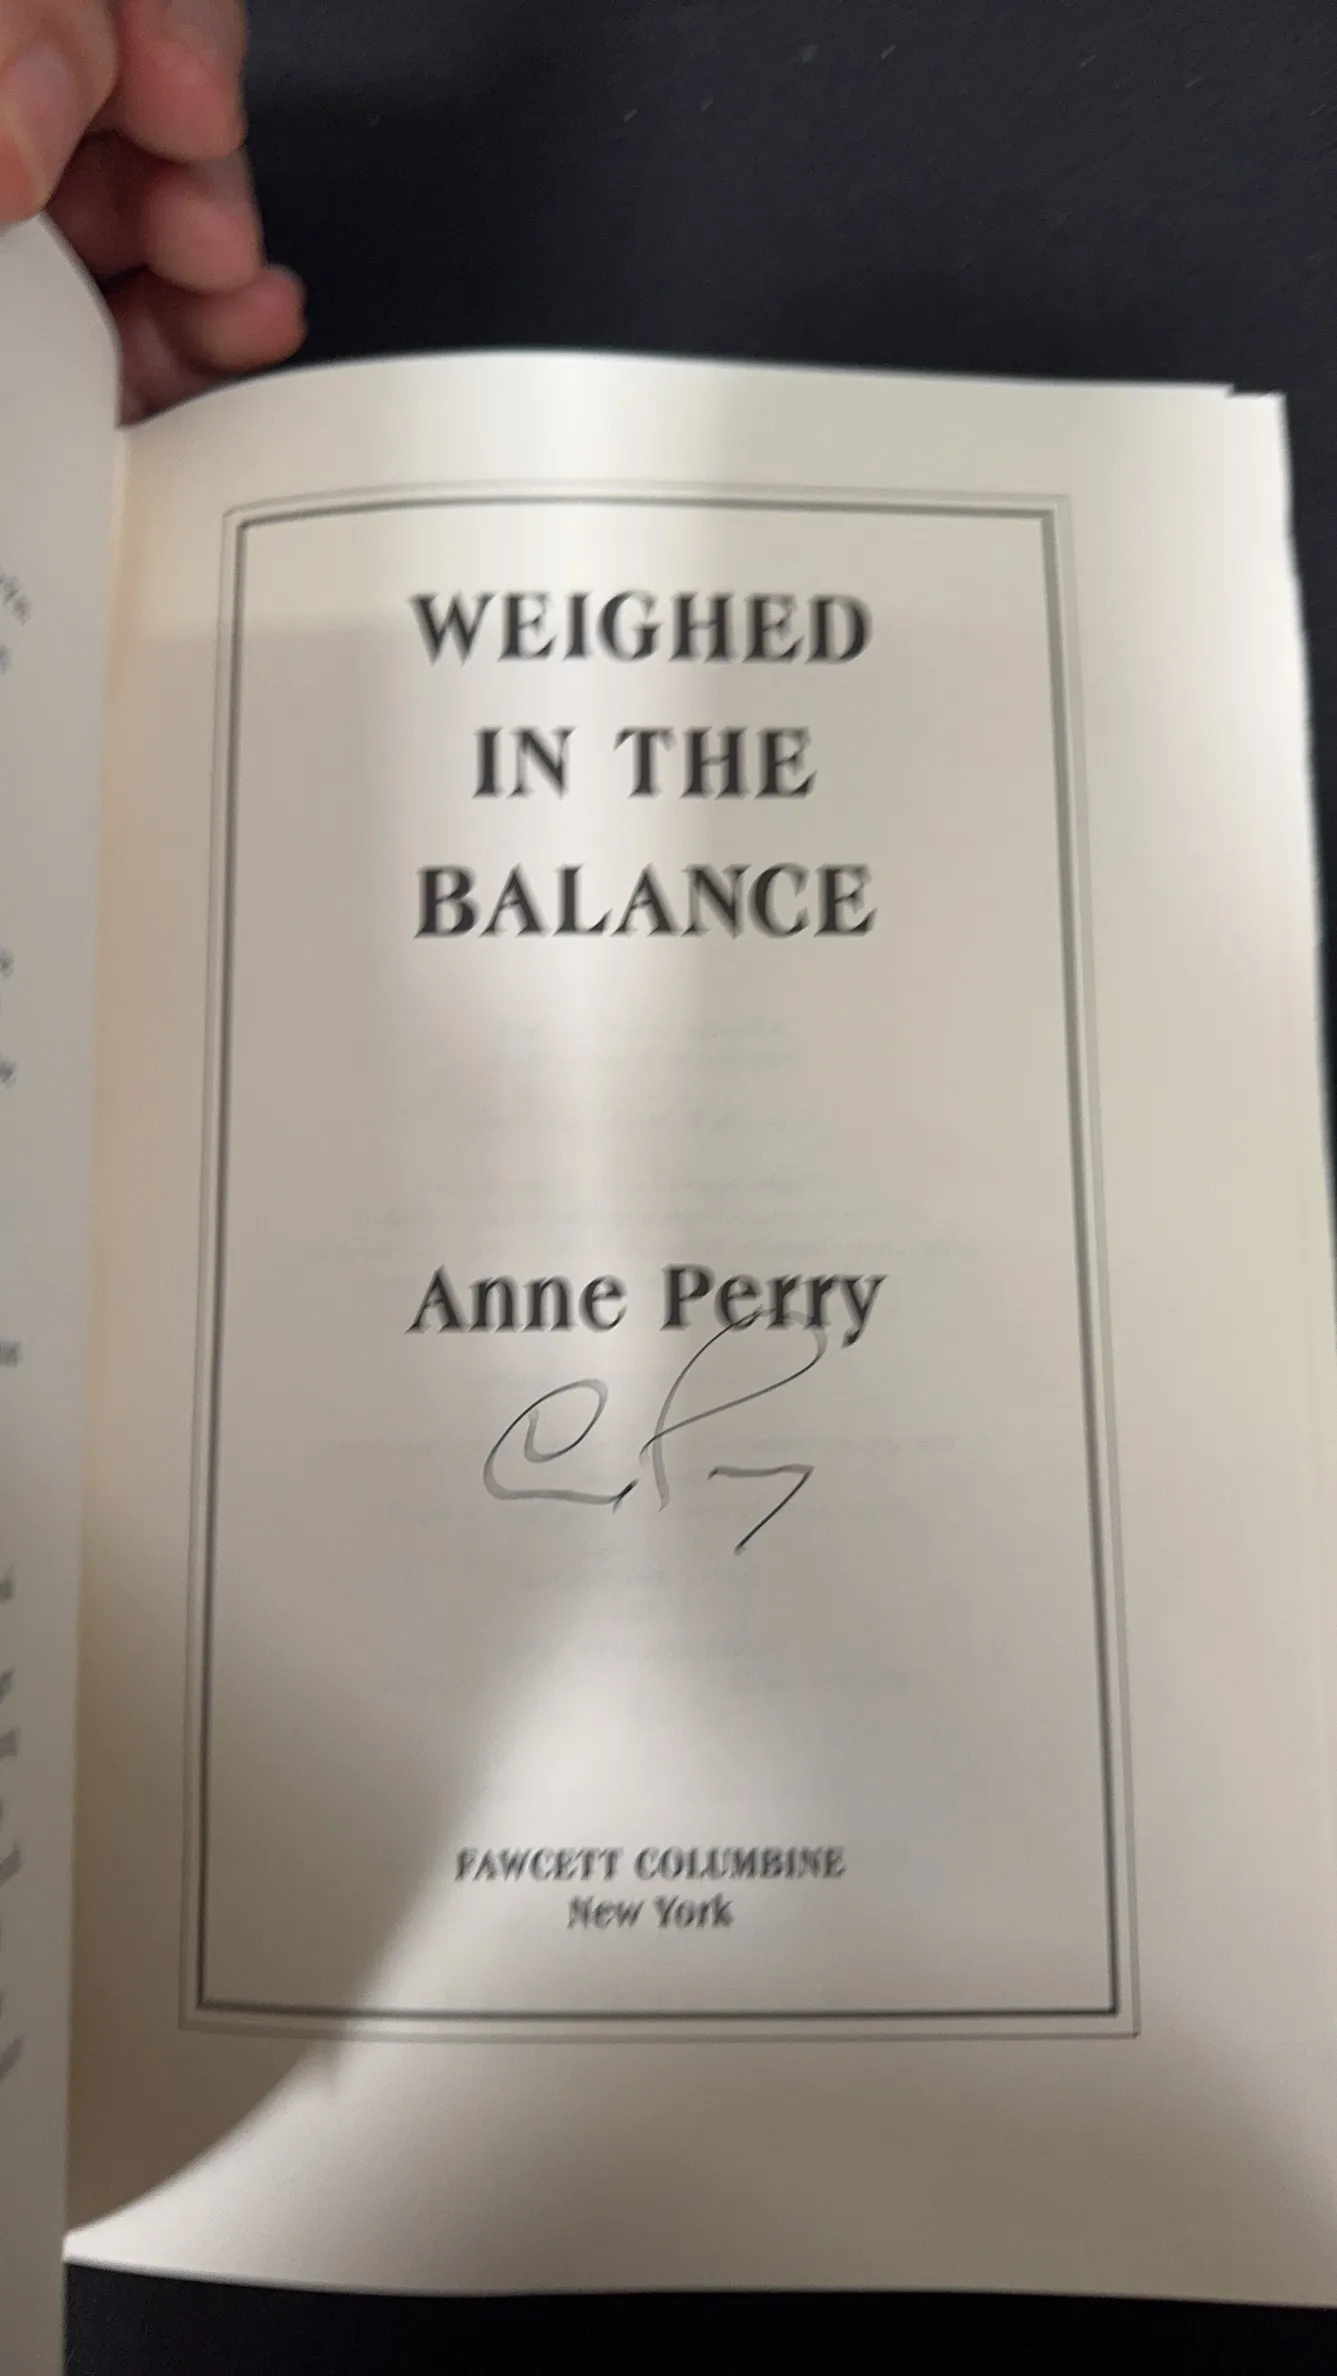 WEIGHED
IN THE
BALANCE
Anne Perry
FAWCETT COLUMBINE
New York